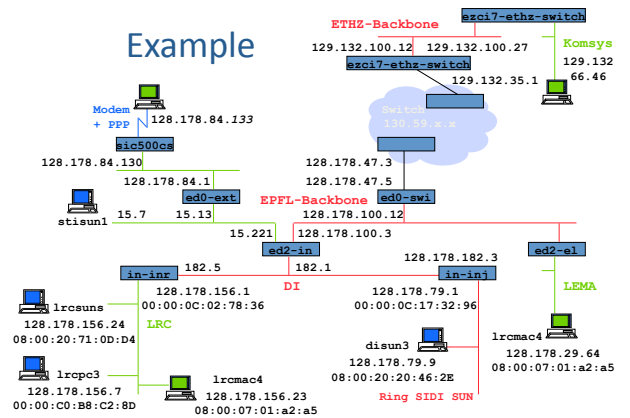 ETHZ-Backbone
ezci7-ethz-switch
Example
129.132.100.12
129.132.100.27
Komsys
ezci7-ethz-switch
129.132
66.46
129.132.35.1
Modem
+ PPP
128.178.84.133
Switch
130.59.x.x
sic500cs
128.178.84.130
128.178.47.3
128.178.84.1
128.178.47.5
ed0-ext
EPFL-Backbone
ed0-swi
stisun1
15.7
15.13
128.178.100.12
15.221
128.178.100.3
ed2-in
128.178.182.3
ed2-el
in-inr
182.5
182.1
in-inj
DI
LEMA
128.178.156.1
00:00:0C:02:78:36
128.178.79.1
00:00:0C:17:32:96
lrcsuns
128.178.156.24
08:00:20:71:0D:D4
LRC
disun3
lrcmac4
128.178.29.64
08:00:07:01:a2:a5
lrcpc3
128.178.156.7
00:00:C0:B8:C2:8D
lrcmac4
128.178.156.23
08:00:07:01:a2:a5
128.178.79.9
08:00:20:20:46:2E
Ring SIDI SUN